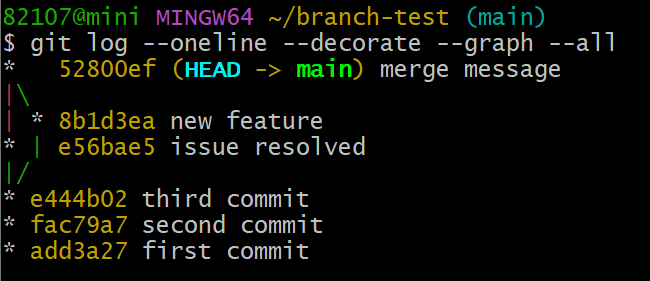 82107@mini MINGW64 ~/branch-test (main)
$ git log --oneline --decorate --graph --all
*   52800ef (HEAD -> main) merge message
|\
| * 8b1d3ea new feature
* | e56bae5 issue resolved
|/
* e444b02 third commit
* fac79a7 second commit
* add3a27 first commit